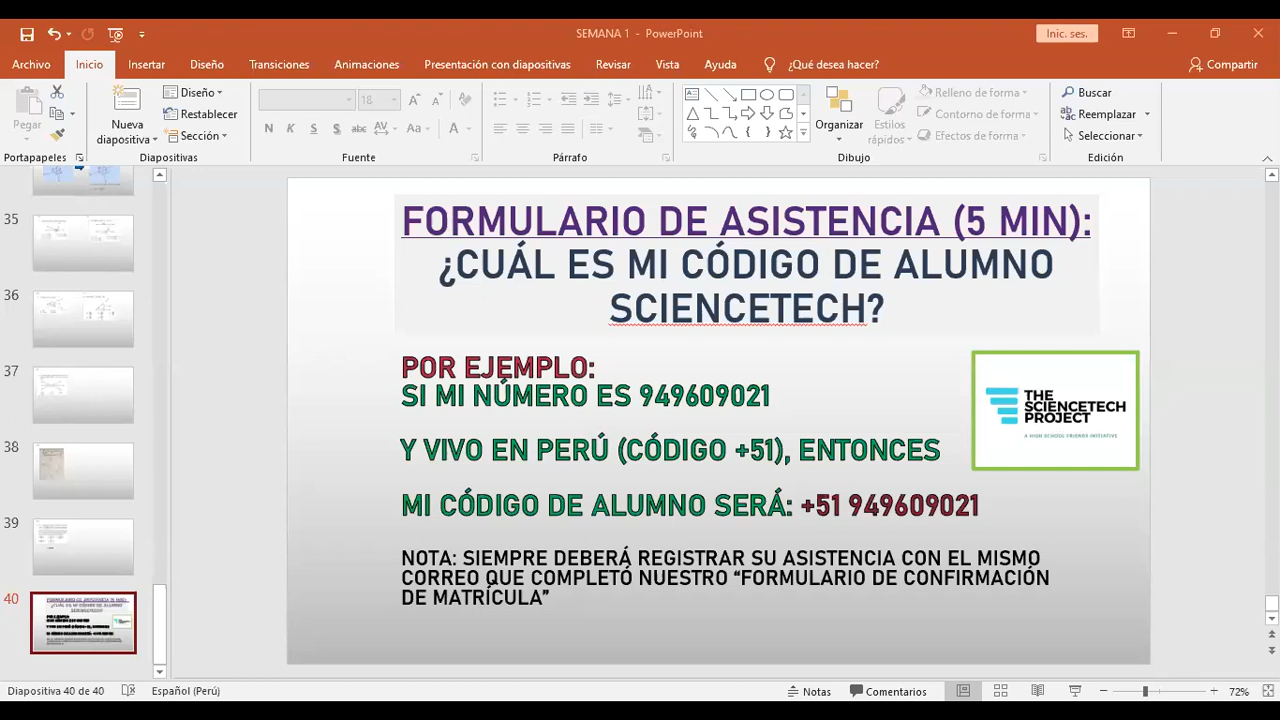 SEMANA 1 - PowerPoint
Inic. ses.
Archivo
Inicio
Insertar
Diseño
Transiciones
Animaciones
Presentación con diapositivas
Revisar
Vista
Ayuda
¿Qué desea hacer?
Compartir
Pegar
Nueva
diapositiva
Diseño
Restablecer
Sección
18
N K S S abc AV Aa A
Organizar
Estilos
rápidos
Relleno de forma
Contorno de forma
Efectos de forma
Buscar
Reemplazar
Seleccionar
Portapapeles
Diapositivas
Fuente
Párrafo
Dibujo
Edición
35
36
37
38
39
40
FORMULARIO DE ASISTENCIA (5 MIN):
¿CUÁL ES MI CÓDIGO DE ALUMNO
SCIENCETECH?
POR EJEMPLO:
SI MI NÚMERO ES 949609021
Y VIVO EN PERÚ (CÓDIGO +51), ENTONCES
MI CÓDIGO DE ALUMNO SERÁ: +51 949609021
NOTA: SIEMPRE DEBERÁ REGISTRAR SU ASISTENCIA CON EL MISMO
CORREO QUE COMPLETÓ NUESTRO “FORMULARIO DE CONFIRMACIÓN
DE MATRÍCULA”
THE
SCIENCETECH
PROJECT
A HIGH SCHOOL FRIENDS INITIATIVE
Diapositiva 40 de 40
Español (Perú)
Notas
Comentarios
72%